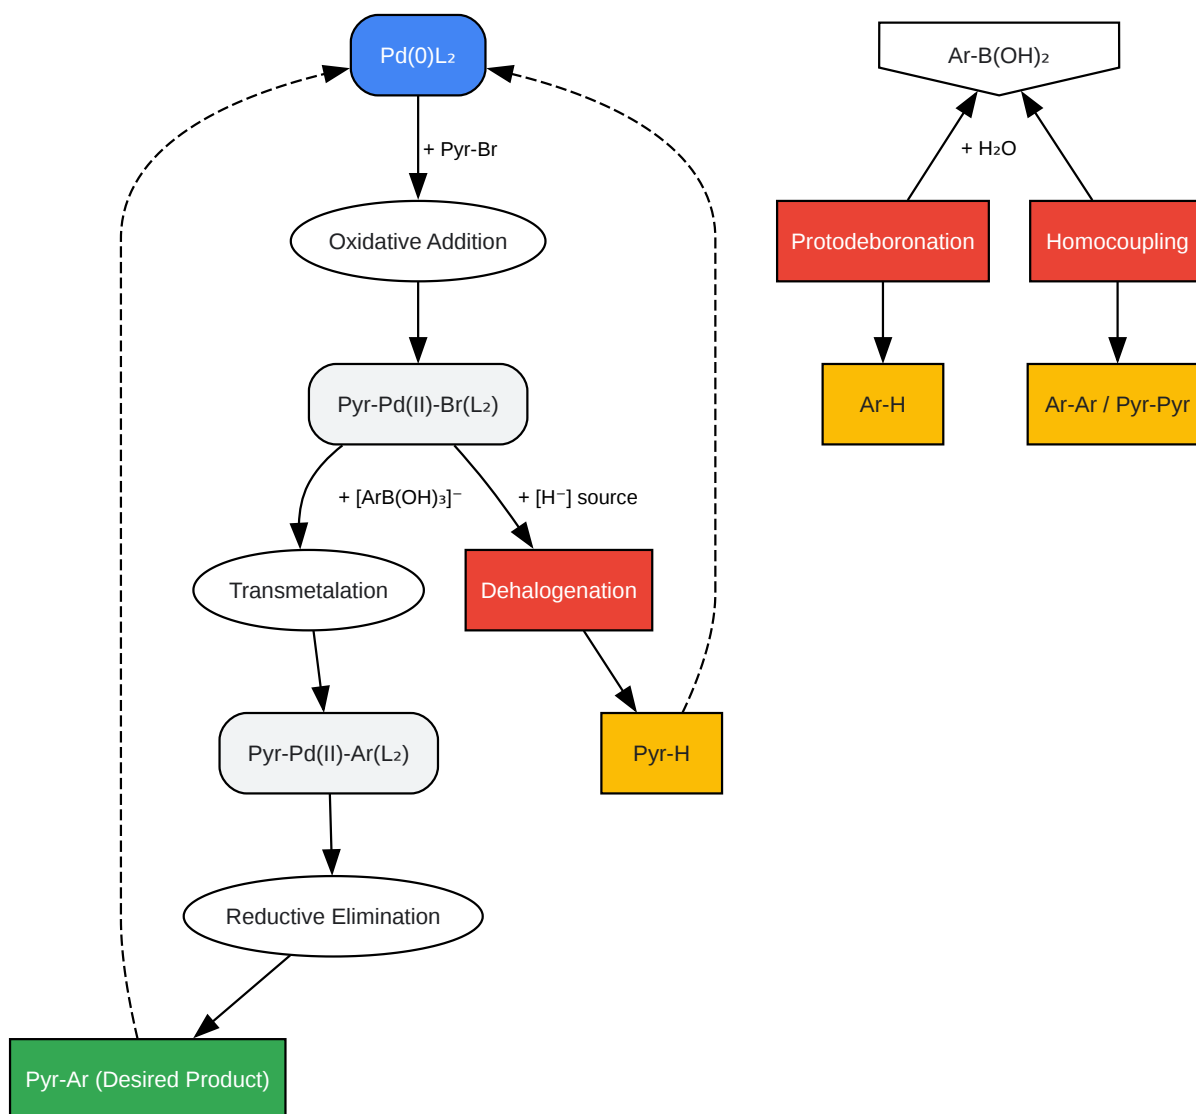 Pd(0)L₂
Ar-B(OH)₂
+ Pyr-Br
+ H₂O
Oxidative Addition
Protodeboronation
Homocoupling
Pyr-Pd(II)-Br(L₂)
Ar-H
Ar-Ar / Pyr-Pyr
+ [ArB(OH)₃]⁻
+ [H⁻] source
Transmetalation
Dehalogenation
Pyr-Pd(II)-Ar(L₂)
Pyr-H
Reductive Elimination
Pyr-Ar (Desired Product)